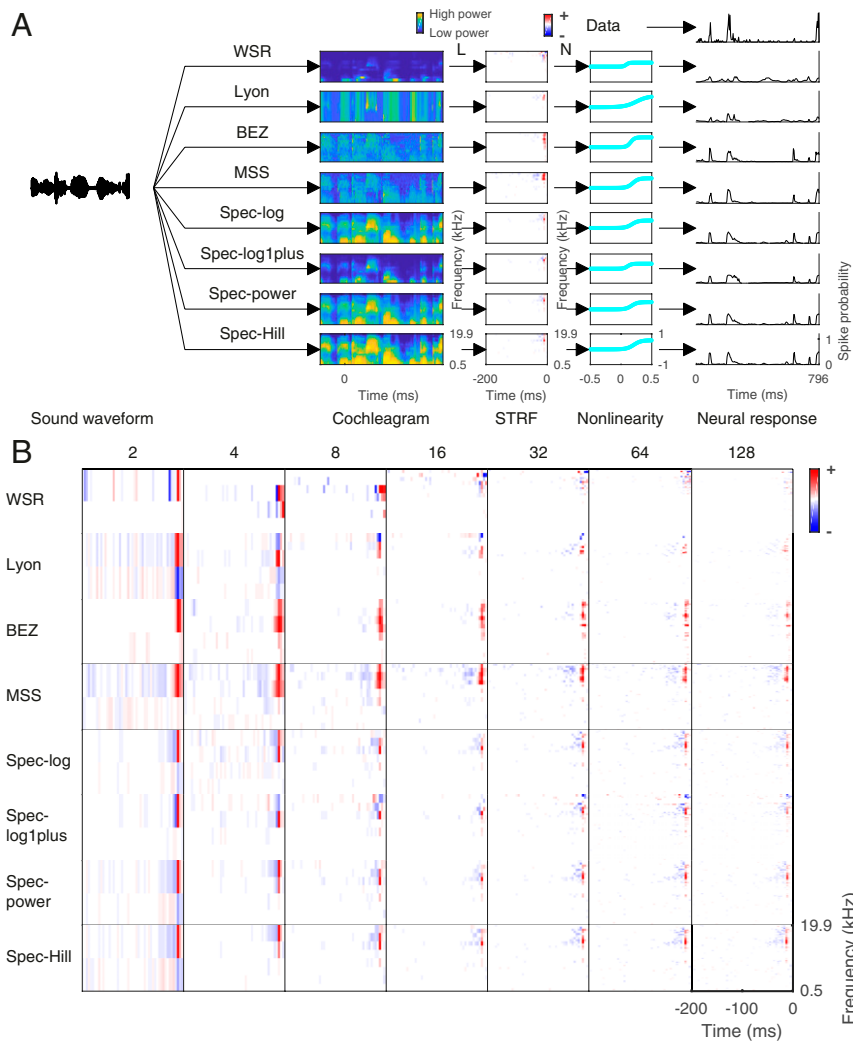 A
High power
Low power
+
-
Data
L
N
WSR
Lyon
BEZ
MSS
Spec-log
Spec-log1plus
Spec-power
Spec-Hill
Frequency (kHz)
19.9
0.5
Frequency (kHz)
19.9
0.5
1
-1
Spike probability
1
0
0
-200
0
-0.5
0
0.5
0
796
Time (ms)
Time (ms)
Time (ms)
Sound waveform
Cochleagram
STRF
Nonlinearity
Neural response
B
2
4
8
16
32
64
128
+
-
WSR
Lyon
BEZ
MSS
Spec-log
Spec-
log1plus
Spec-
power
Spec-Hill
19.9
0.5
Frequency (kHz)
-200
-100
0
Time (ms)